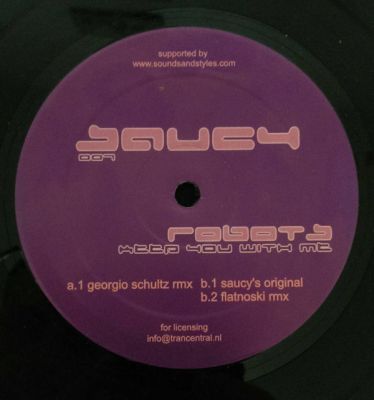 supported by
www.soundsandstyles.com
saucy
007
robots
keep you with me
a.1 georgio schultz rmx
b.1 saucy's original
b.2 flatnoski rmx
for licensing
info@trancentral.nl